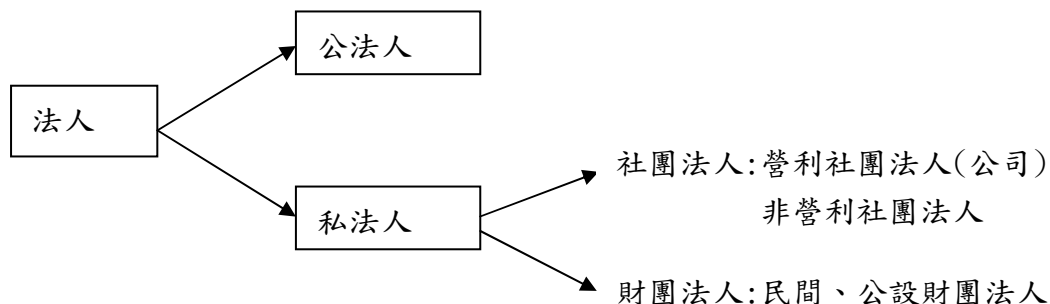 公法人
法人
社團法人:營利社團法人(公司)
私法人
非營利社團法人
財團法人:民間、公設財團法人